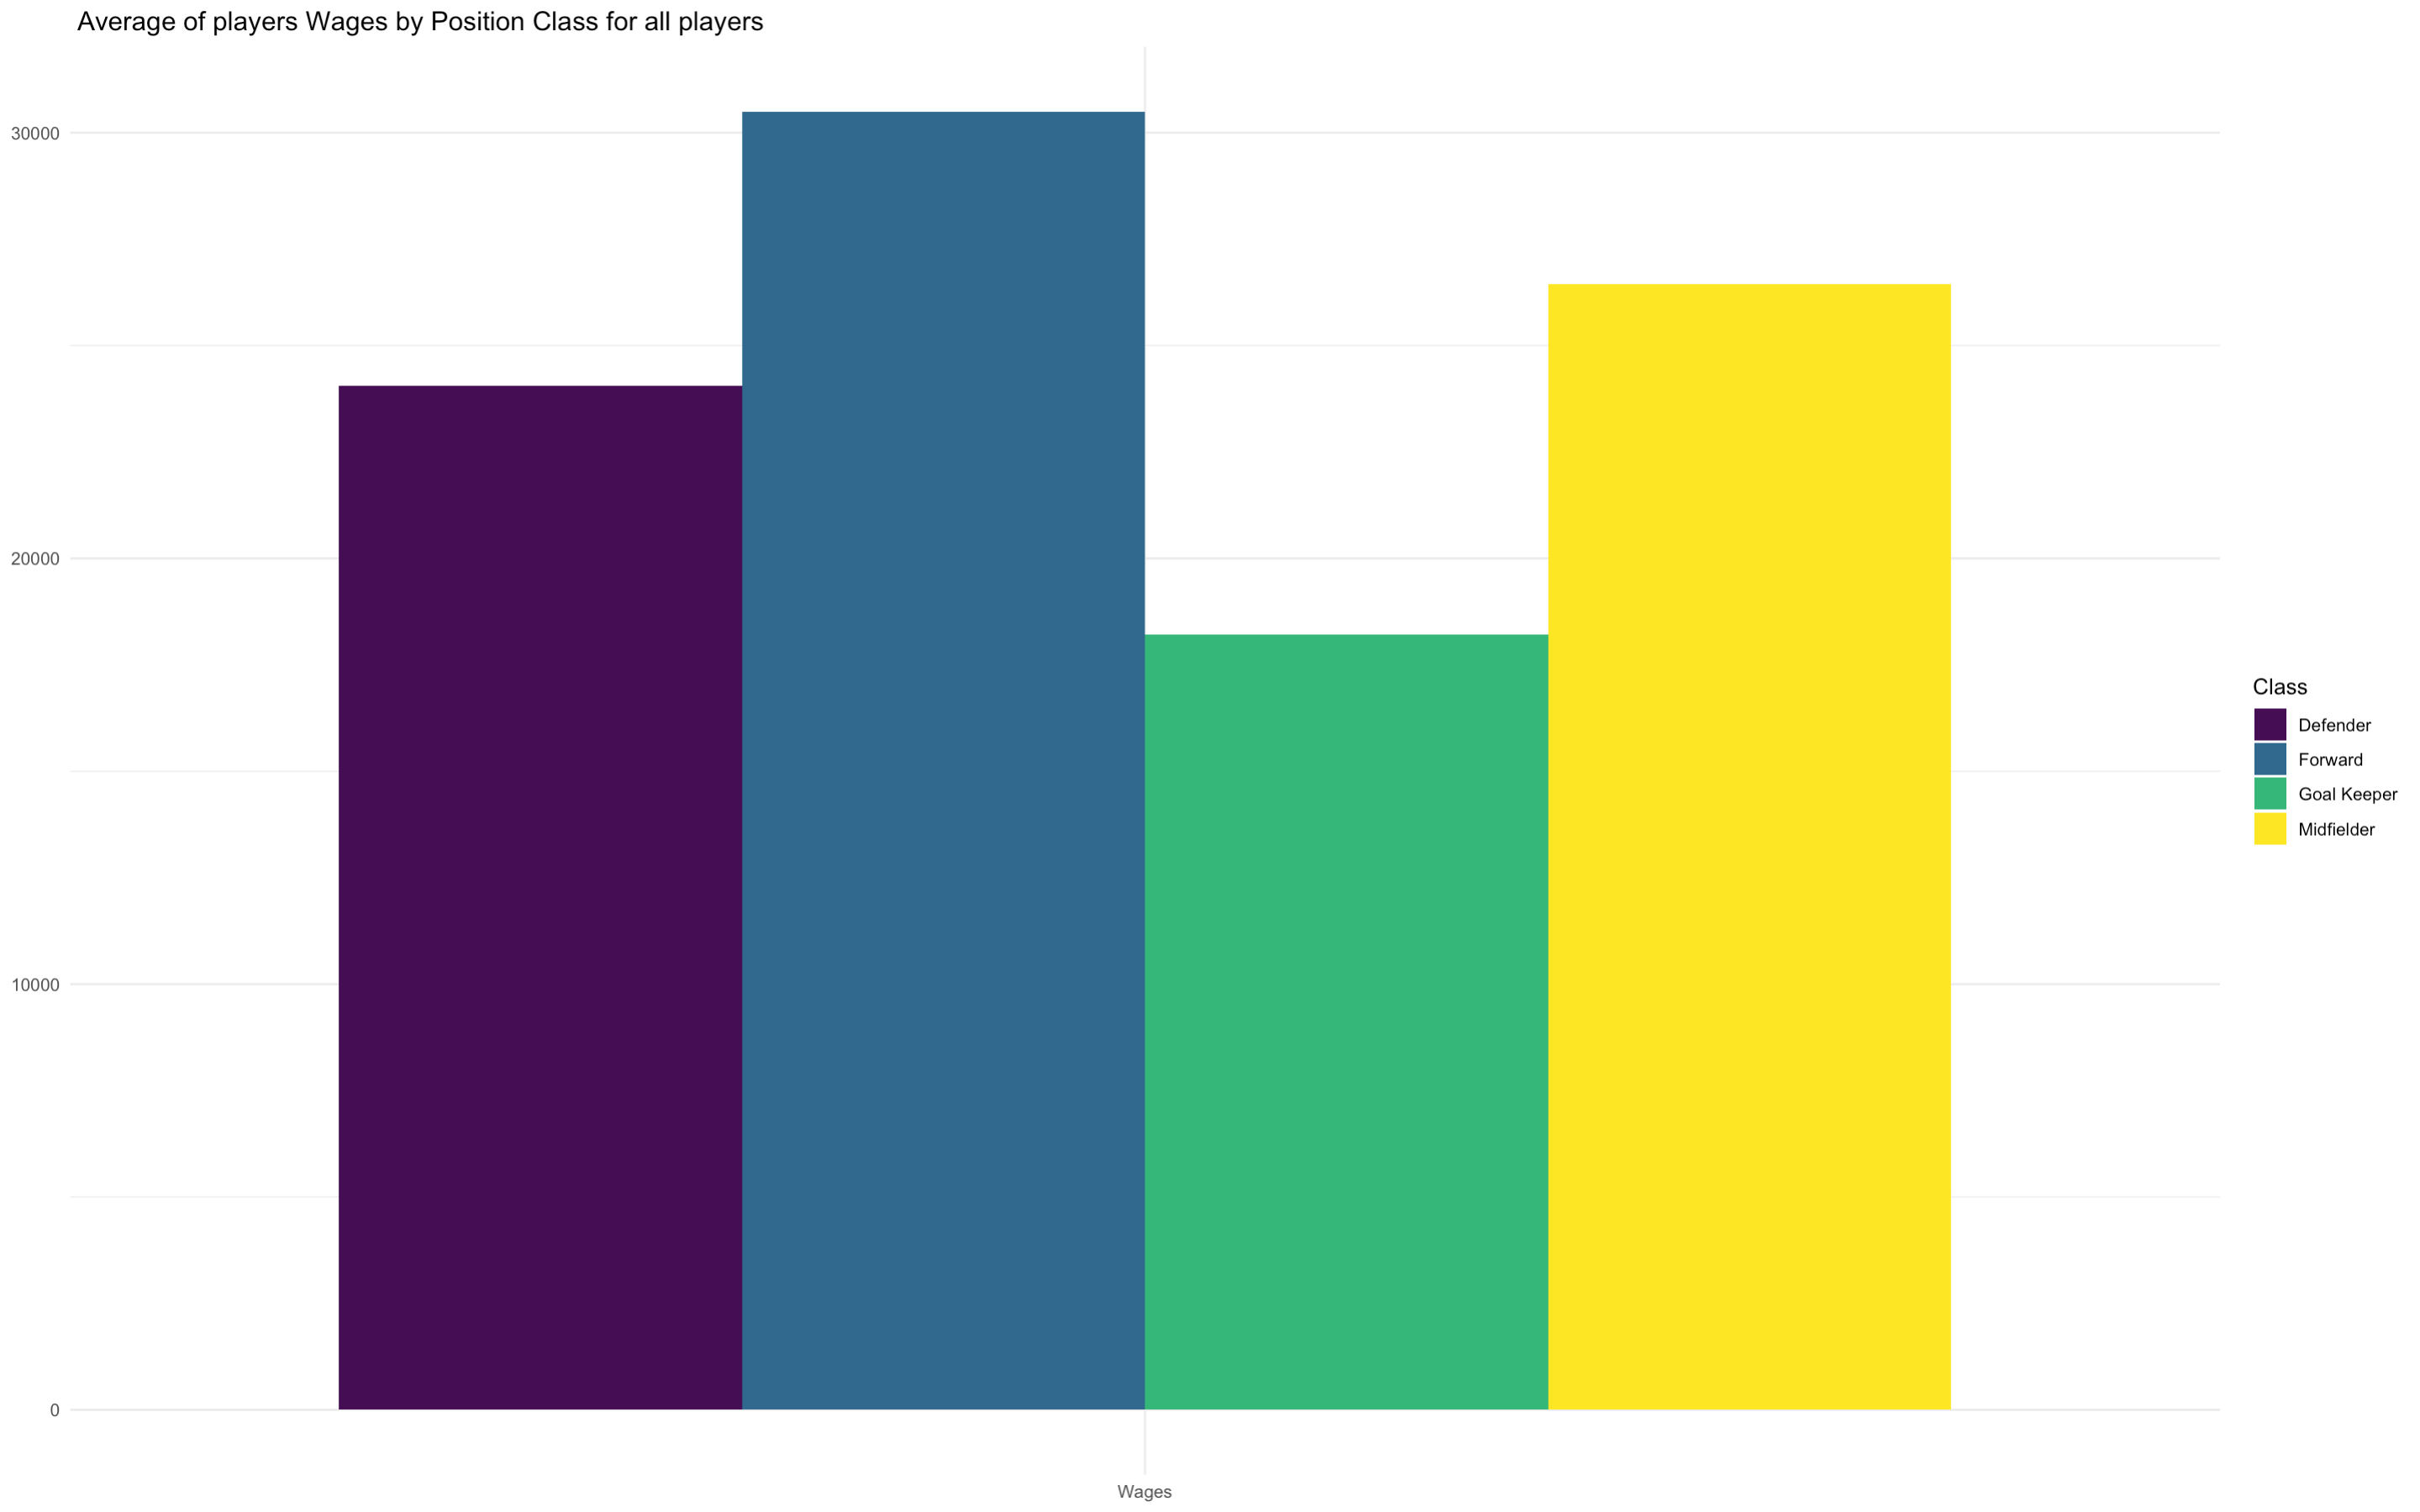 Average of players Wages by Position Class for all players
30000
20000
10000
0
Wages
Class
Defender
Forward
Goal Keeper
Midfielder